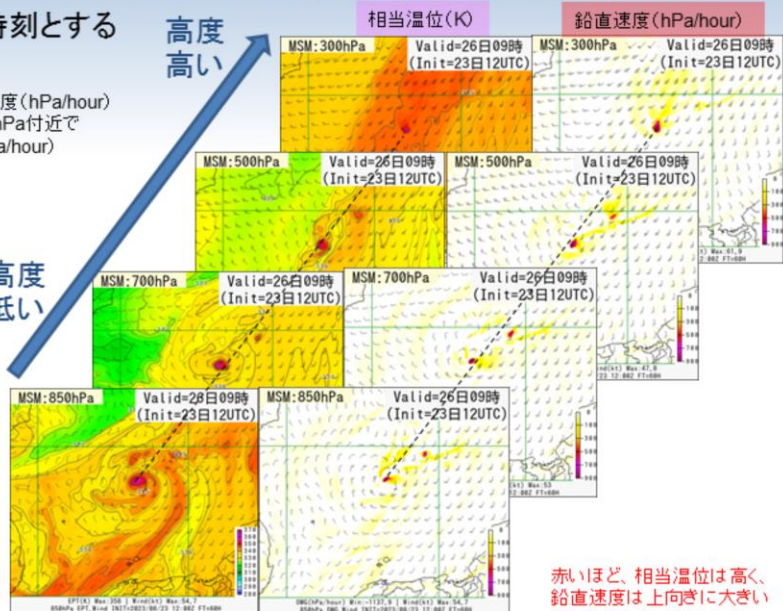 時刻とする
度(hPa/hour)
hPa付近で
a/hour)
高度
高い
高度
低い
相当温位(K)
鉛直速度(hPa/hour)
MSM:300hPa
Valid=26日09時
(Init=23日12UTC)
MSM:300hPa
Valid=26日09時
(Init=23日12UTC)
MSM:500hPa
Valid=26日09時
(Init=23日12UTC)
MSM:500hPa
Valid=26日09時
(Init=23日12UTC)
MSM:700hPa
Valid=26日09時
(Init=23日12UTC)
MSM:700hPa
Valid=26日09時
(Init=23日12UTC)
MSM:850hPa
Valid=26日09時
(Init=23日12UTC)
MSM:850hPa
Valid=26日09時
(Init=23日12UTC)
赤いほど、相当温位は高く、
鉛直速度は上向きに大きい